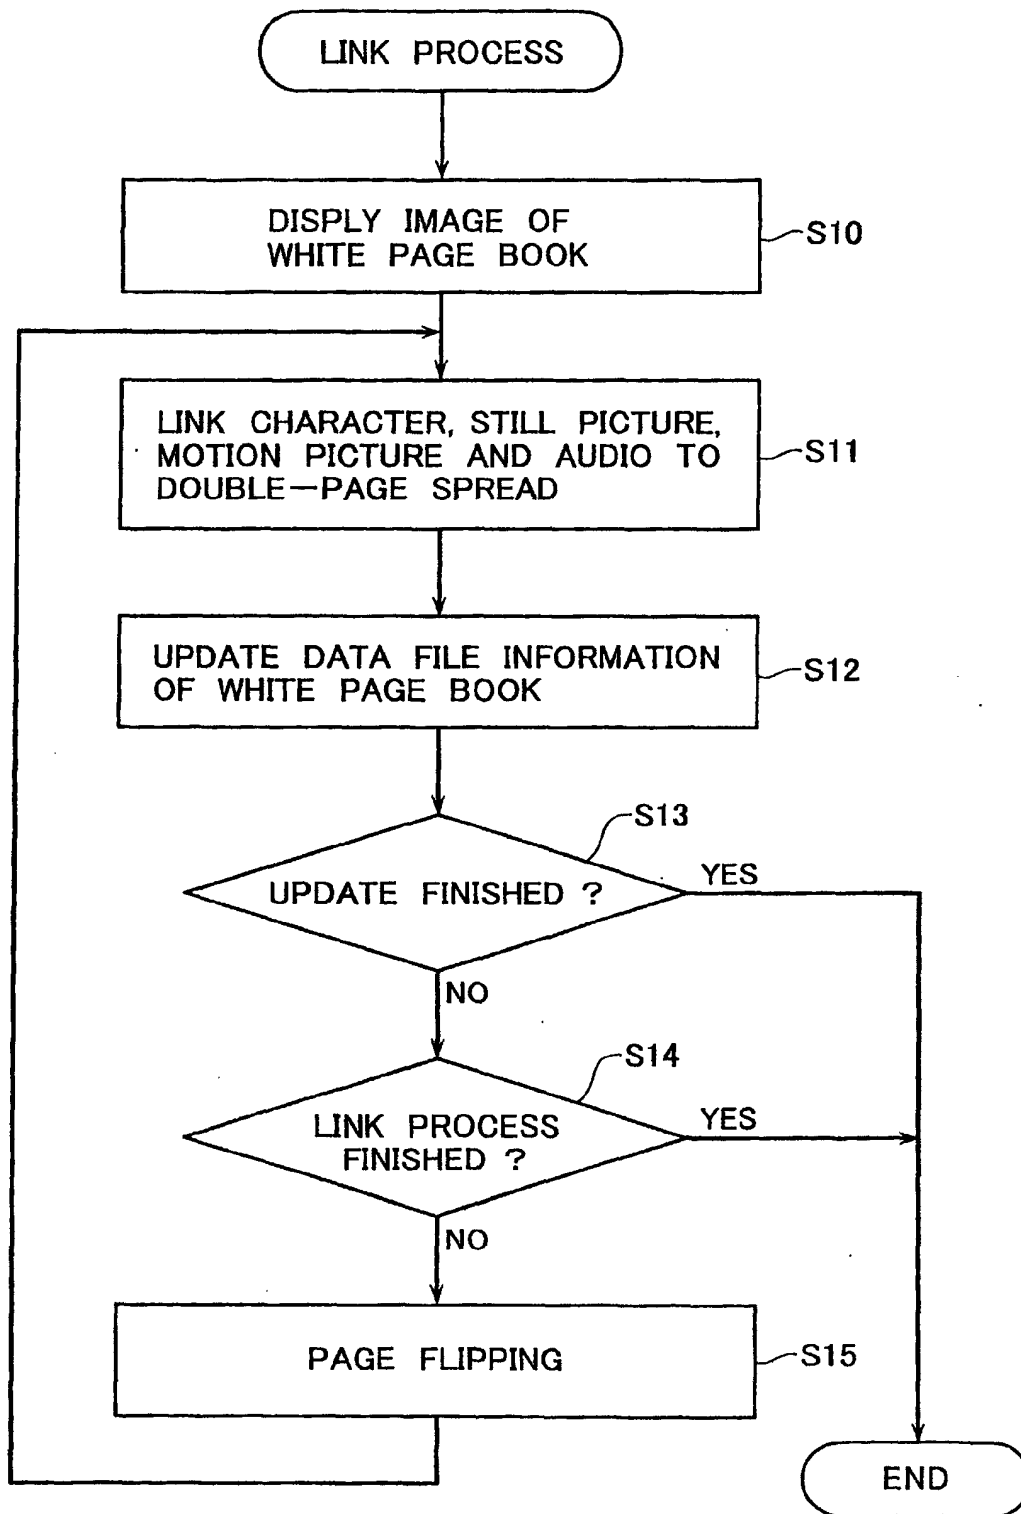 LINK PROCESS
DISPLY IMAGE OF
WHITE PAGE BOOK
S10
LINK CHARACTER, STILL PICTURE,
MOTION PICTURE AND AUDIO TO
DOUBLE-PAGE SPREAD
S11
UPDATE DATA FILE INFORMATION
OF WHITE PAGE BOOK
S12
S13
UPDATE FINISHED ?
YES
NO
S14
LINK PROCESS
FINISHED ?
YES
NO
PAGE FLIPPING
S15
END